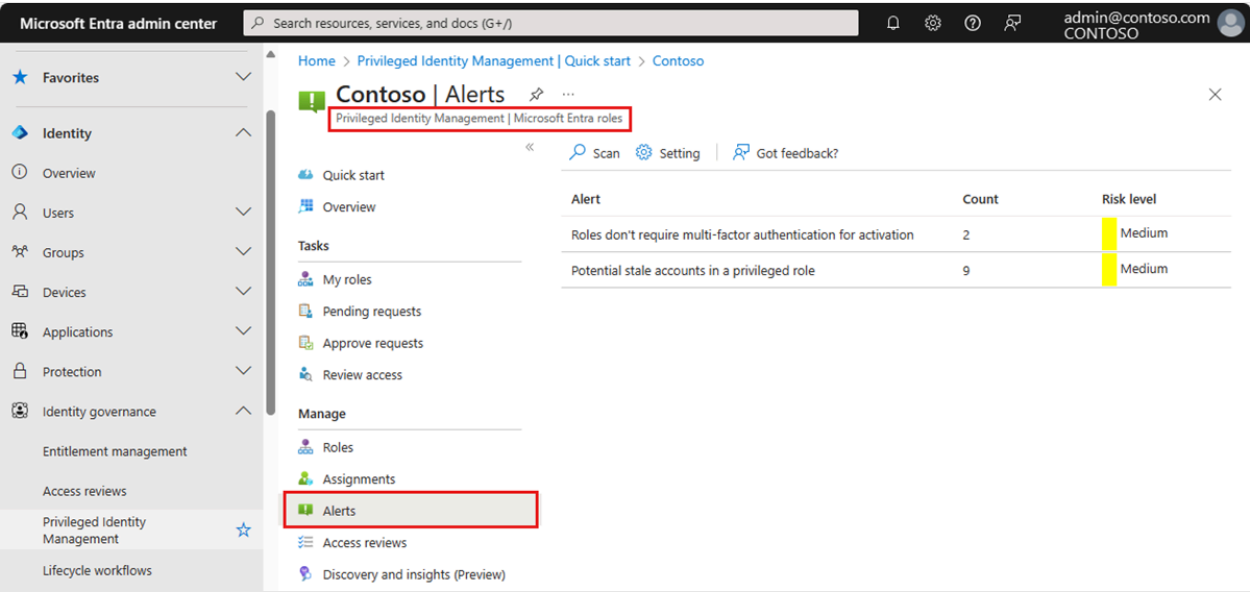 Microsoft Entra admin center
Search resources, services, and docs (G+/)
admin@contoso.com
CONTOSO
Favorites
Identity
Overview
Users
Groups
Devices
Applications
Protection
Identity governance
Entitlement management
Access reviews
Privileged Identity
Management
Lifecycle workflows
Home > Privileged Identity Management | Quick start > Contoso
Contoso | Alerts
Privileged Identity Management | Microsoft Entra roles
Quick start
Overview
Tasks
My roles
Pending requests
Approve requests
Review access
Manage
Roles
Assignments
Alerts
Access reviews
Discovery and insights (Preview)
Scan Setting Got feedback?
Alert Count Risk level
Roles don't require multi-factor authentication for activation 2 Medium
Potential stale accounts in a privileged role 9 Medium